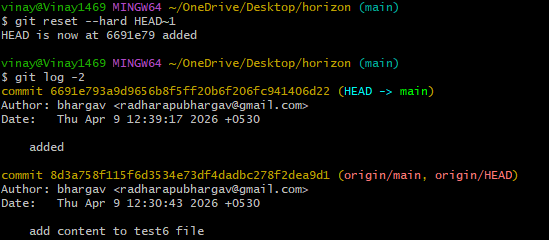 vinay@Vinay1469 MINGW64 ~/OneDrive/Desktop/horizon (main)
$ git reset --hard HEAD~1
HEAD is now at 6691e79 added

vinay@Vinay1469 MINGW64 ~/OneDrive/Desktop/horizon (main)
$ git log -2
commit 6691e793a9d9656b8f5ff20b6f206fc941406d22 (HEAD -> main)
Author: bhargav <radharapubhargav@gmail.com>
Date:   Thu Apr 9 12:39:17 2026 +0530

    added

commit 8d3a758f115f6d3534e73df4dadbc278f2dea9d1 (origin/main, origin/HEAD)
Author: bhargav <radharapubhargav@gmail.com>
Date:   Thu Apr 9 12:30:43 2026 +0530

    add content to test6 file